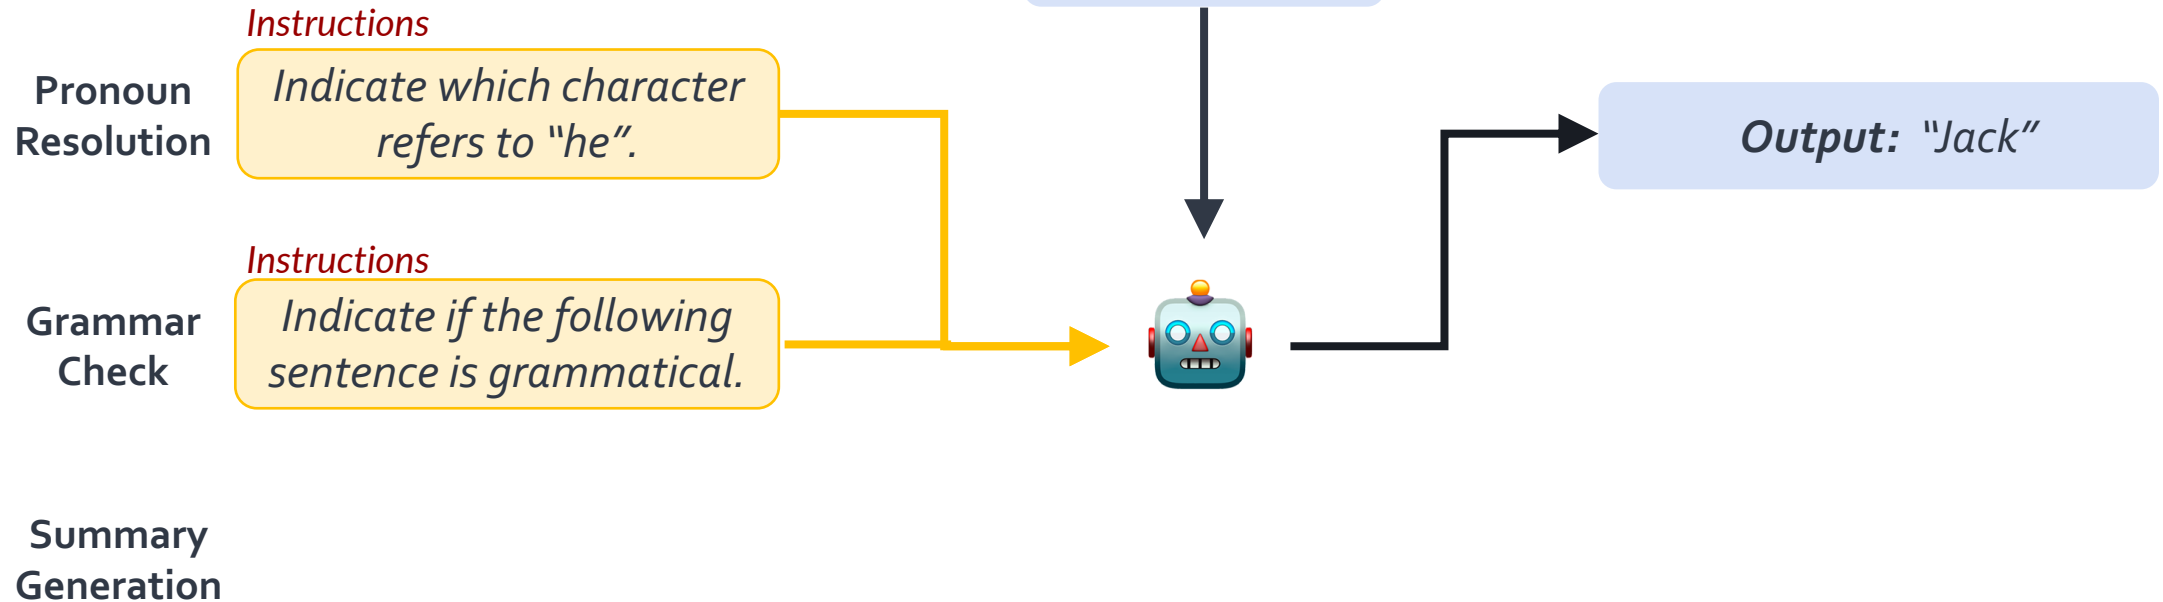 Instructions
Pronoun
Resolution
Indicate which character
refers to “he”.
Output: “Jack”
Instructions
Grammar
Check
Indicate if the following
sentence is grammatical.
Summary
Generation